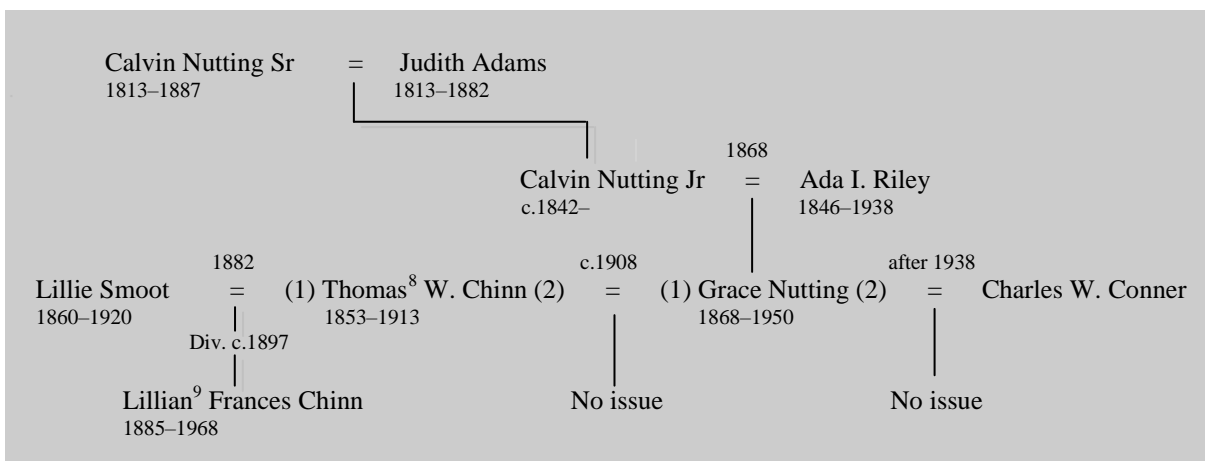 Calvin Nutting Sr = Judith Adams
1813–1887 1813–1882
1868
Calvin Nutting Jr = Ada I. Riley
c.1842– 1846–1938
1882 c.1908 after 1938
Lillie Smoot = (1) Thomas⁸ W. Chinn (2) = (1) Grace Nutting (2) = Charles W. Conner
1860–1920 1853–1913 1868–1950
Div. c.1897
Lillian⁹ Frances Chinn No issue No issue
1885–1968